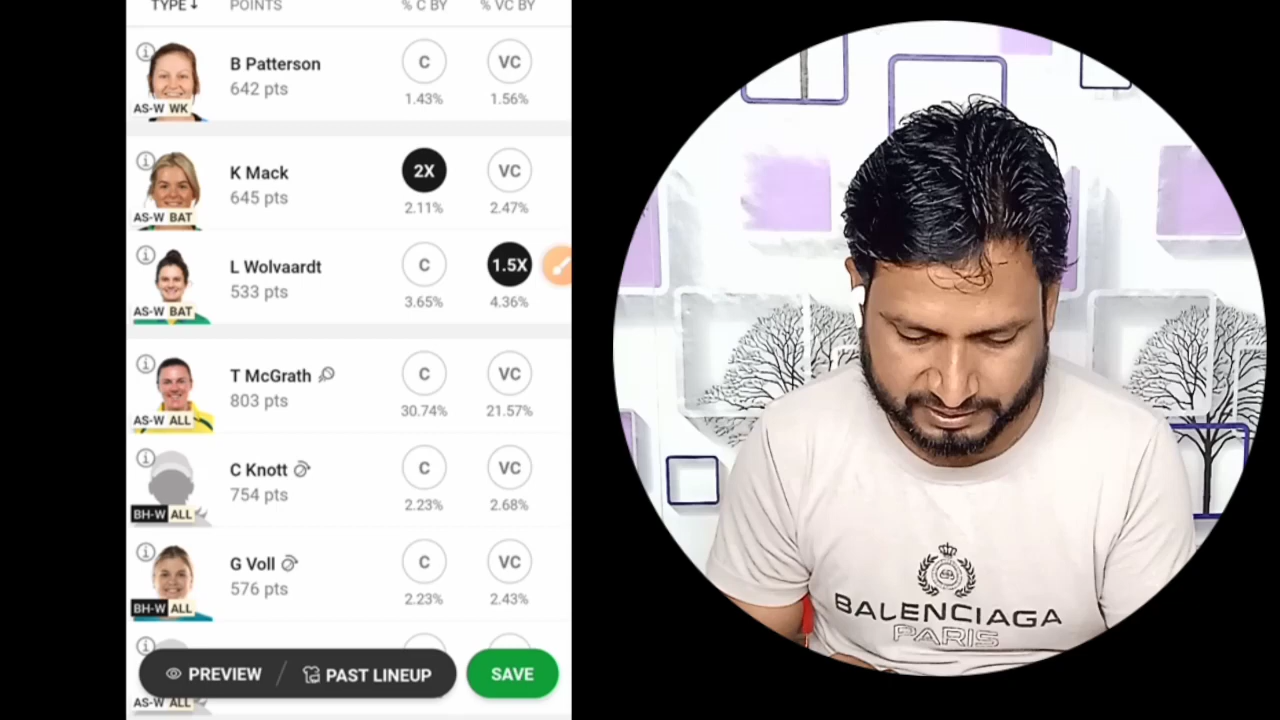 TYPE↓ POINTS % C BY % VC BY
B Patterson
642 pts
C VC
1.43% 1.56%
AS-W WK
K Mack
645 pts
2X VC
2.11% 2.47%
AS-W BAT
L Wolvaardt
533 pts
C 1.5X
3.65% 4.36%
AS-W BAT
T McGrath
803 pts
C VC
30.74% 21.57%
AS-W ALL
C Knott
754 pts
C VC
2.23% 2.68%
BH-W ALL
G Voll
576 pts
C VC
2.23% 2.43%
BH-W ALL
PREVIEW / PAST LINEUP SAVE
AS-W ALL
BALENCIAGA
PARIS